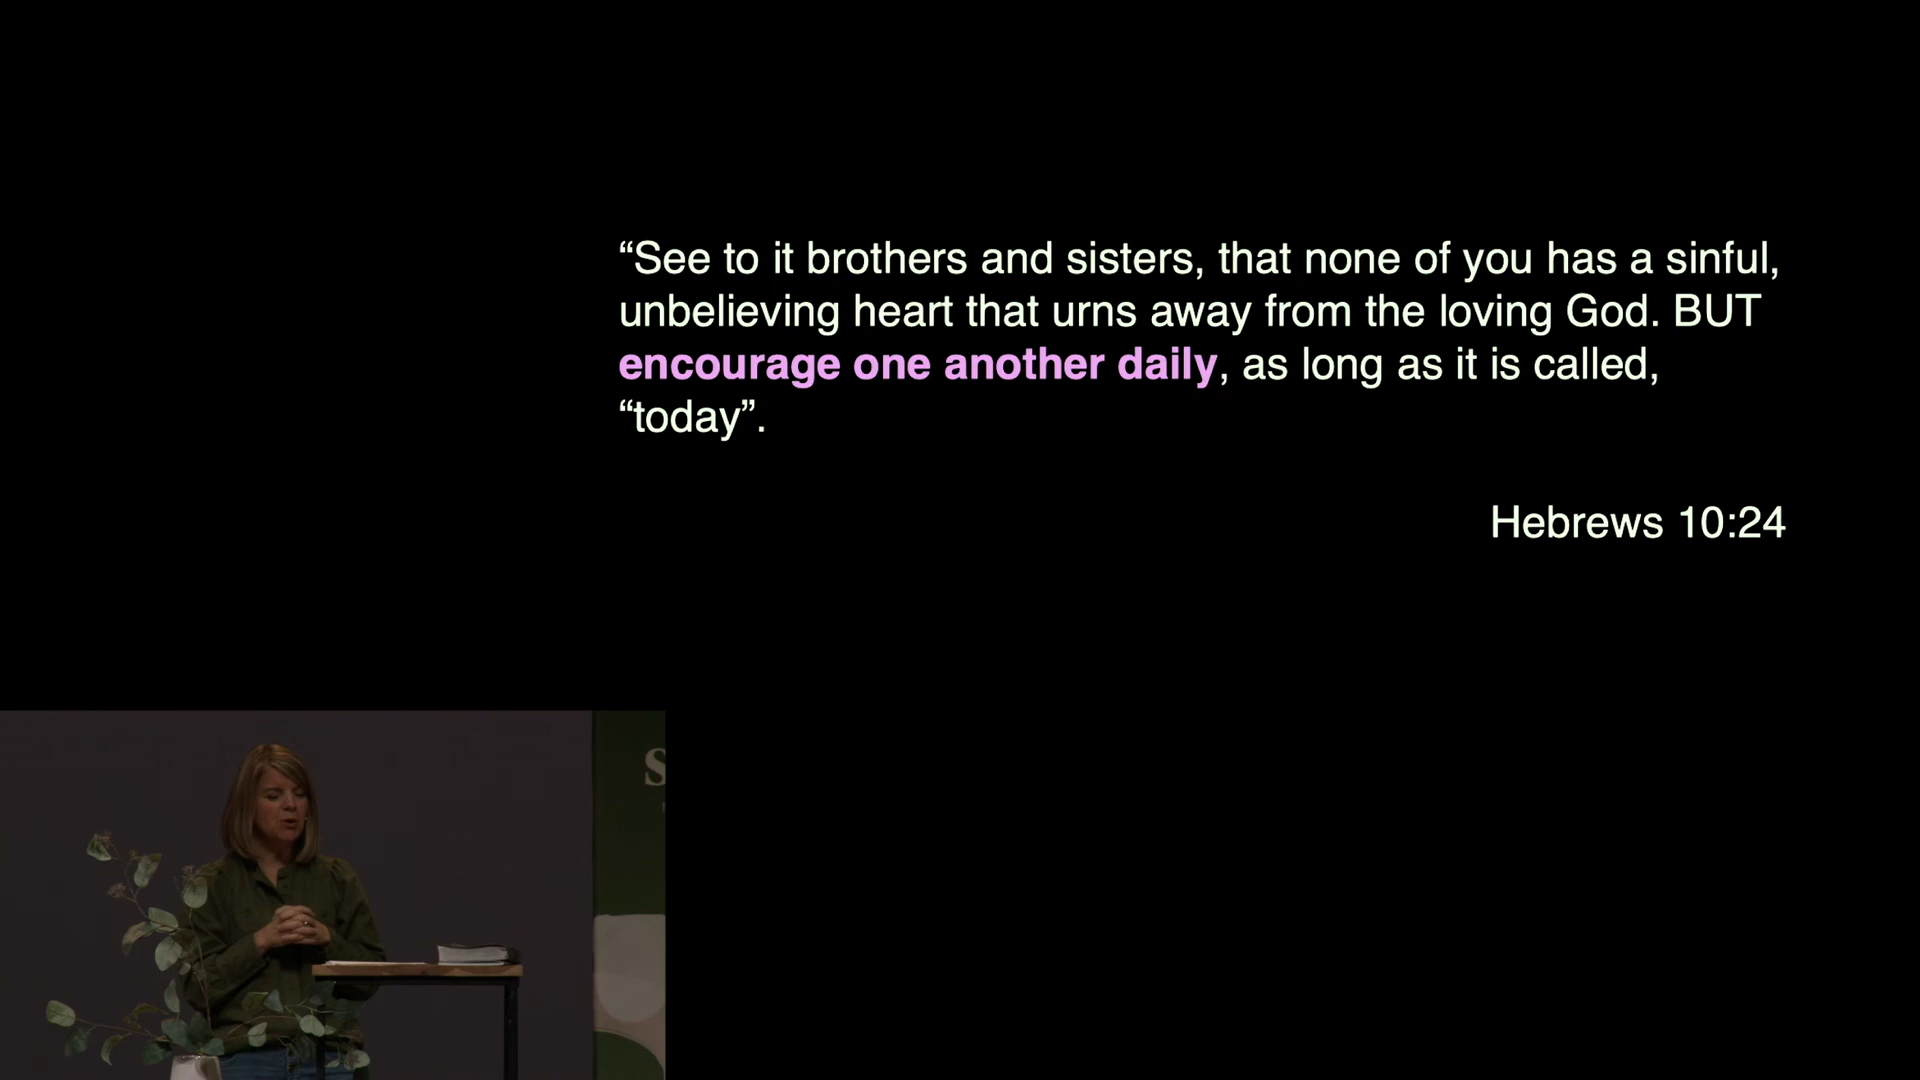 “See to it brothers and sisters, that none of you has a sinful,
unbelieving heart that urns away from the loving God. BUT
encourage one another daily, as long as it is called,
“today”.
Hebrews 10:24
S